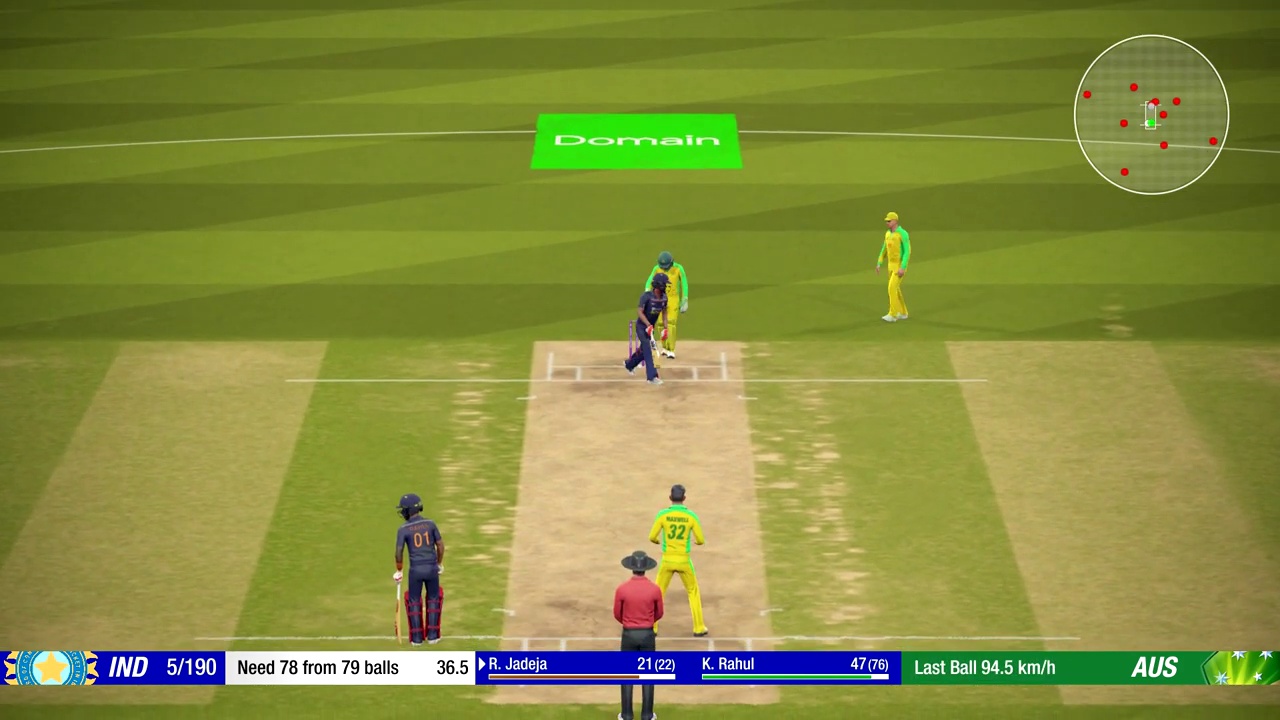 Domain
MAXWELL
32
01
IND 5/190 Need 78 from 79 balls 36.5 R. Jadeja 21 (22) K. Rahul 47 (76) Last Ball 94.5 km/h AUS